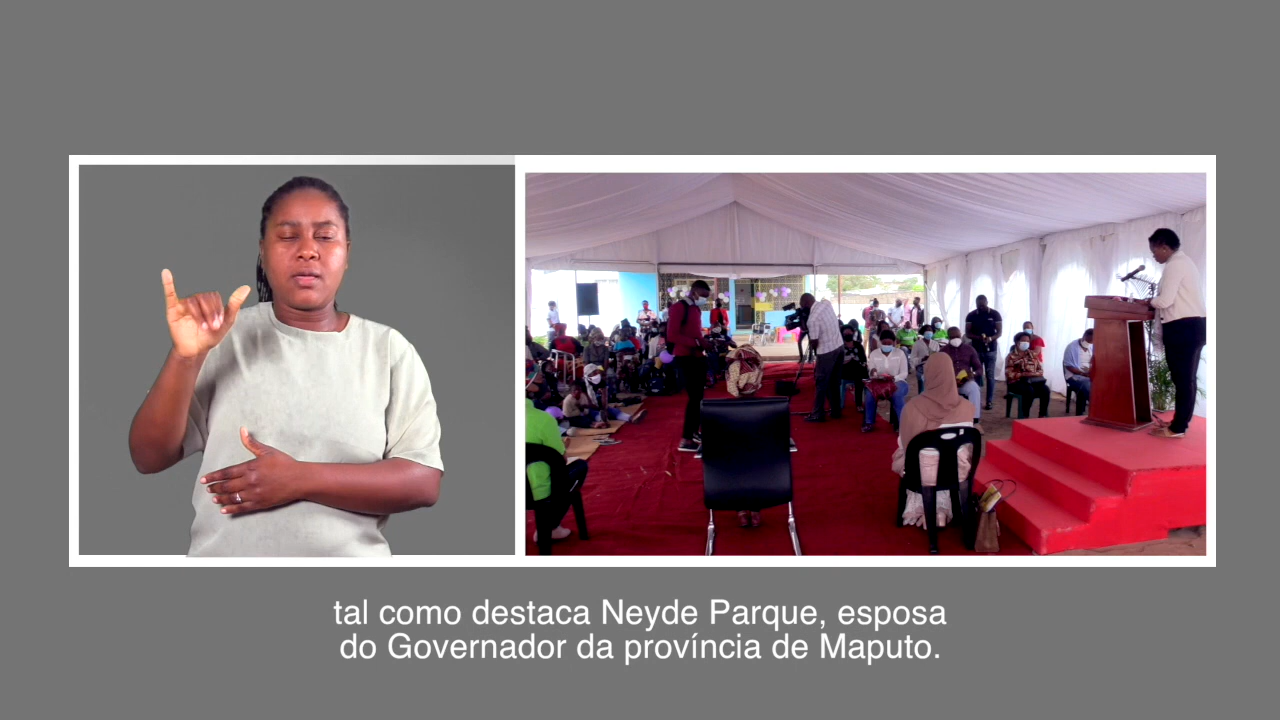 tal como destaca Neyde Parque, esposa
do Governador da província de Maputo.